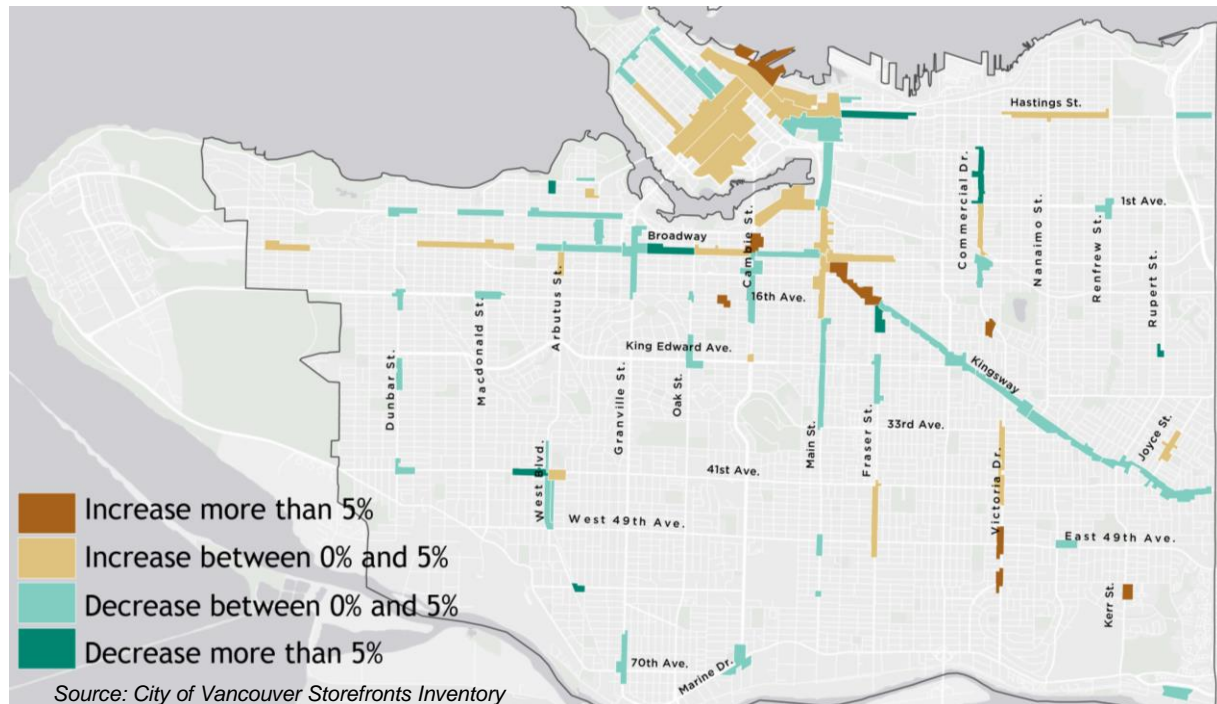 Hastings St.
Commercial Dr.
1st Ave.
Nanaimo St.
Renfrew St.
Broadway
Cambie St.
Rupert St.
Arbutus St.
16th Ave.
Macdonald St.
King Edward Ave.
Dunbar St.
Granville St.
Oak St.
Kingsway
Main St.
Fraser St.
33rd Ave.
Joyce St.
West Blvd.
41st Ave.
Victoria Dr.
West 49th Ave.
East 49th Ave.
Kerr St.
70th Ave.
Marine Dr.
Increase more than 5%
Increase between 0% and 5%
Decrease between 0% and 5%
Decrease more than 5%
Source: City of Vancouver Storefronts Inventory